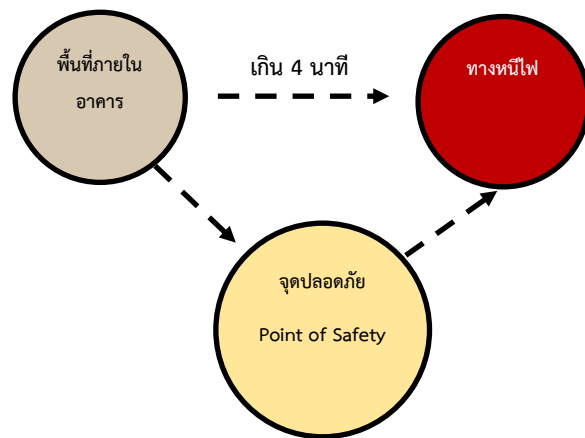 พื้นที่ภายใน
อาคาร
เกิน 4 นาที
ทางหนีไฟ
จุดปลอดภัย
Point of Safety